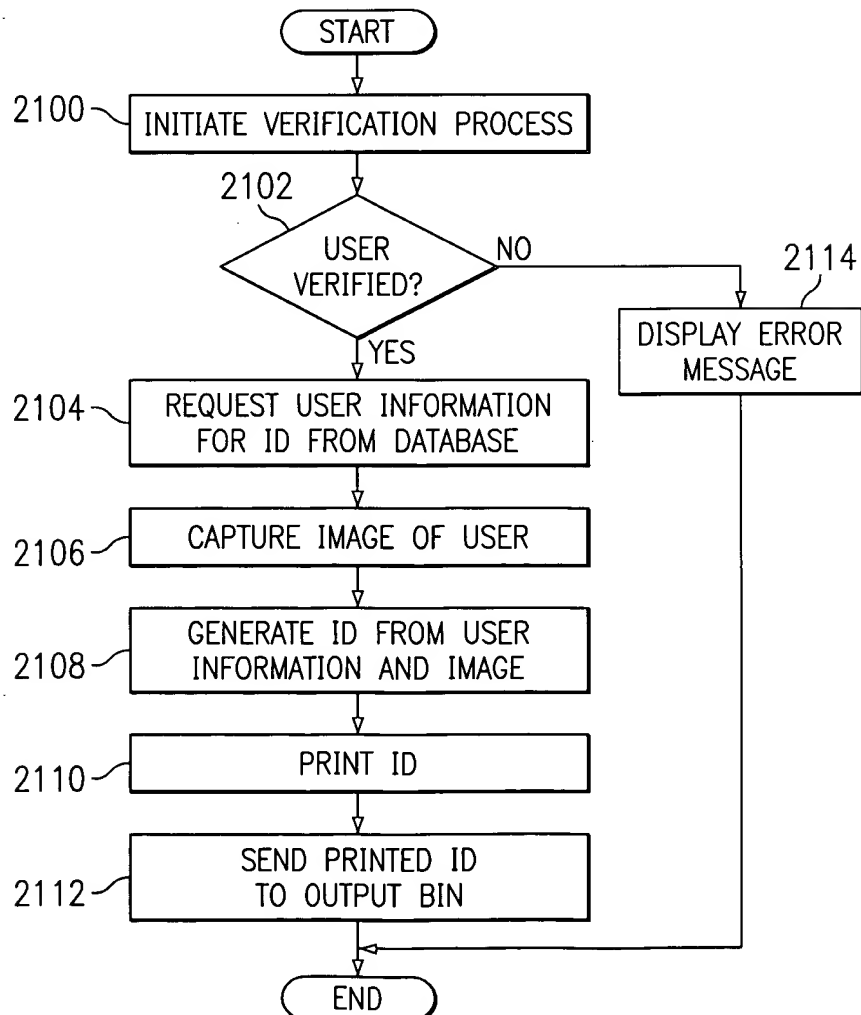 START
2100
INITIATE VERIFICATION PROCESS
2102
USER
VERIFIED?
NO
YES
2114
DISPLAY ERROR
MESSAGE
2104
REQUEST USER INFORMATION
FOR ID FROM DATABASE
2106
CAPTURE IMAGE OF USER
2108
GENERATE ID FROM USER
INFORMATION AND IMAGE
2110
PRINT ID
2112
SEND PRINTED ID
TO OUTPUT BIN
END